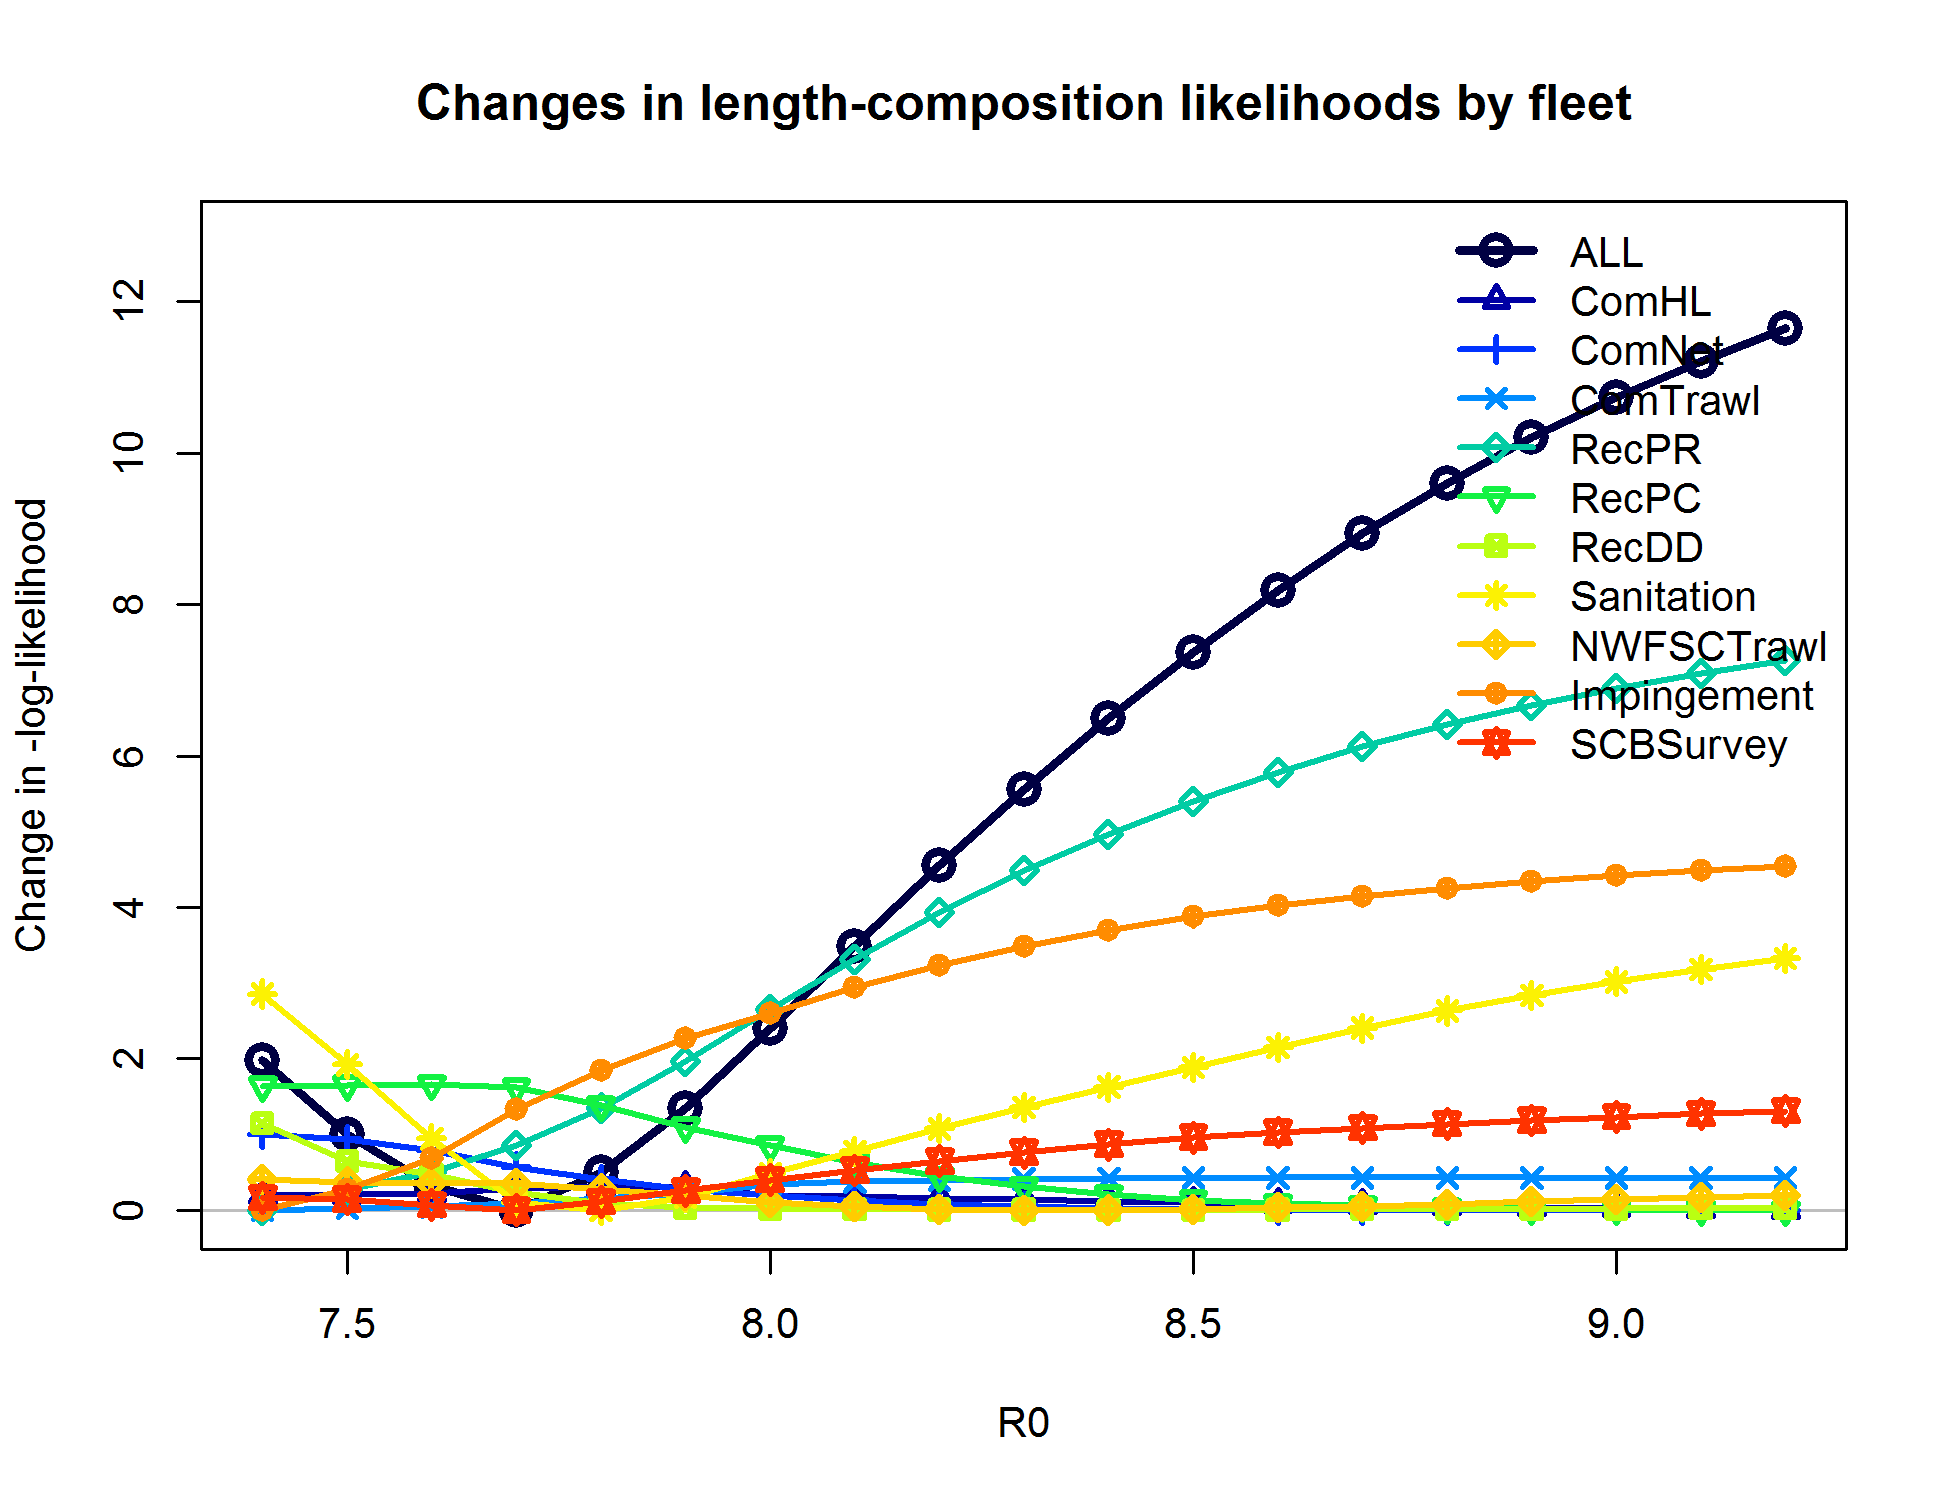 Changes in length-composition likelihoods by fleet
Change in -log-likelihood
12
10
8
6
4
2
0
ALL
ComHL
ComNet
ComTrawl
RecPR
RecPC
RecDD
Sanitation
NWFSCTrawl
Impingement
SCBSurvey
7.5
8.0
8.5
9.0
R0